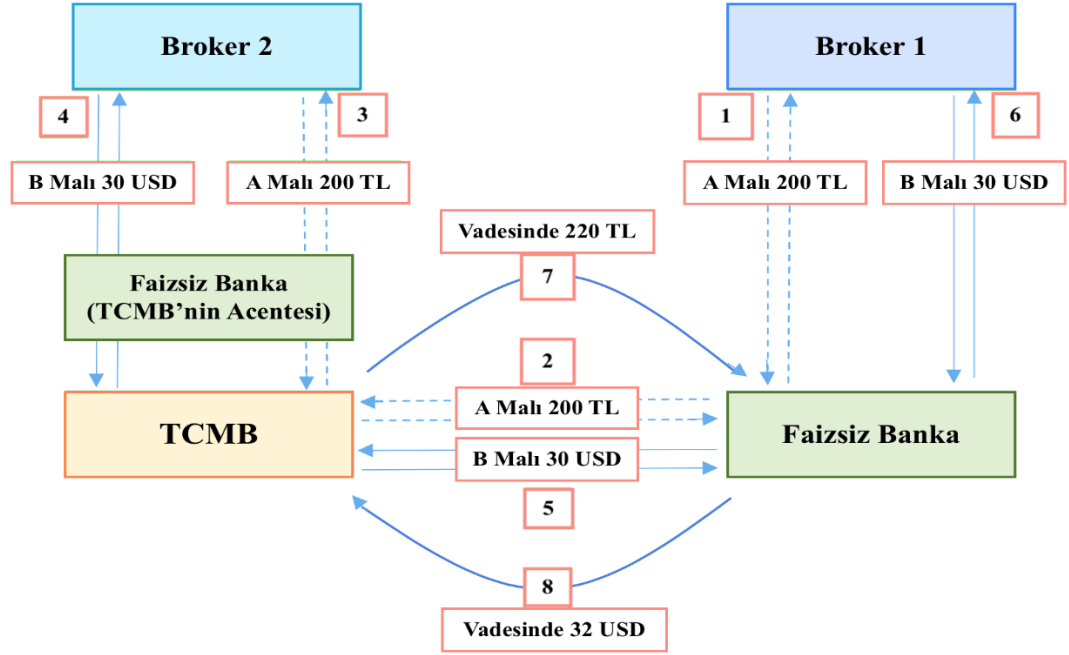 Broker 2
Broker 1
4
3
1
6
B Malı 30 USD
A Malı 200 TL
A Malı 200 TL
B Malı 30 USD
Vadesinde 220 TL
7
Faizsiz Banka
(TCMB’nin Acentesi)
2
A Malı 200 TL
TCMB
Faizsiz Banka
B Malı 30 USD
5
8
Vadesinde 32 USD